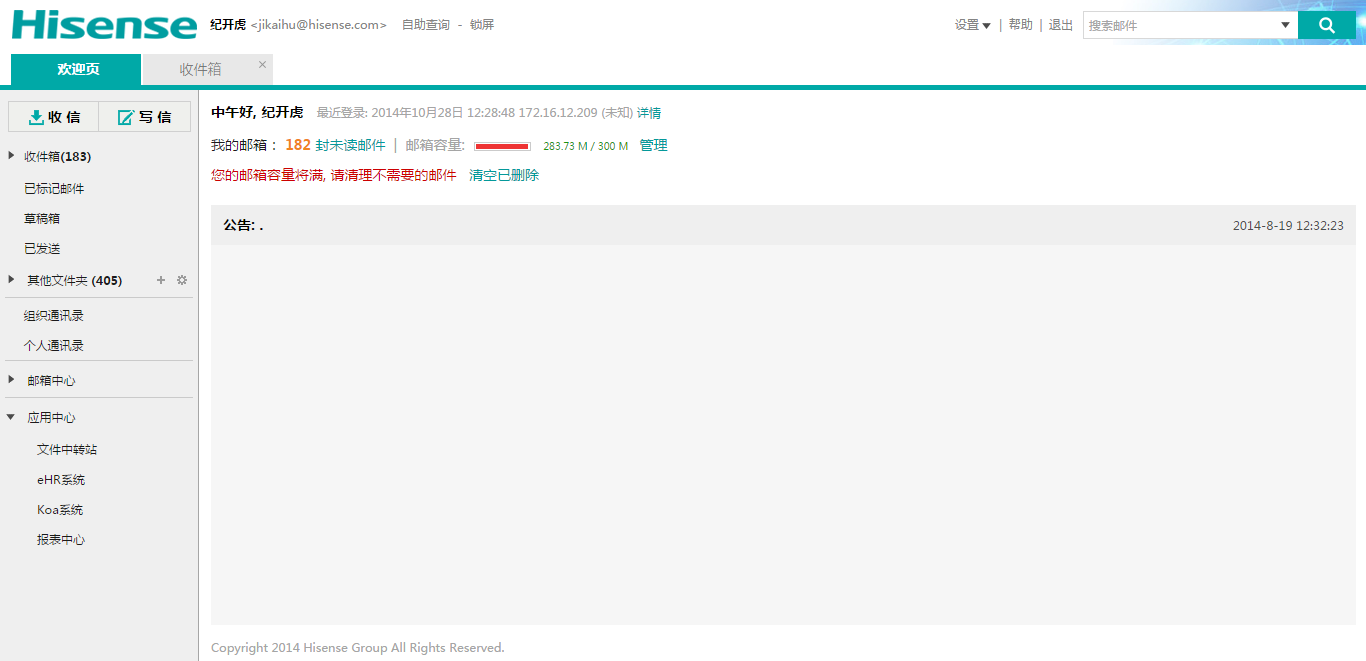 Hisense 纪开虎 <jikaihu@hisense.com> 自助查询 - 锁屏 设置 | 帮助 | 退出 搜索邮件
欢迎页 收件箱 ×
收 信 写 信
收件箱(183)
已标记邮件
草稿箱
已发送
其他文件夹 (405) +
组织通讯录
个人通讯录
邮箱中心
应用中心
文件中转站
eHR系统
Koa系统
报表中心
中午好, 纪开虎 最近登录: 2014年10月28日 12:28:48 172.16.12.209 (未知) 详情
我的邮箱： 182 封未读邮件 | 邮箱容量: 283.73 M / 300 M 管理
您的邮箱容量将满, 请清理不需要的邮件 清空已删除
公告: . 2014-8-19 12:32:23
Copyright 2014 Hisense Group All Rights Reserved.